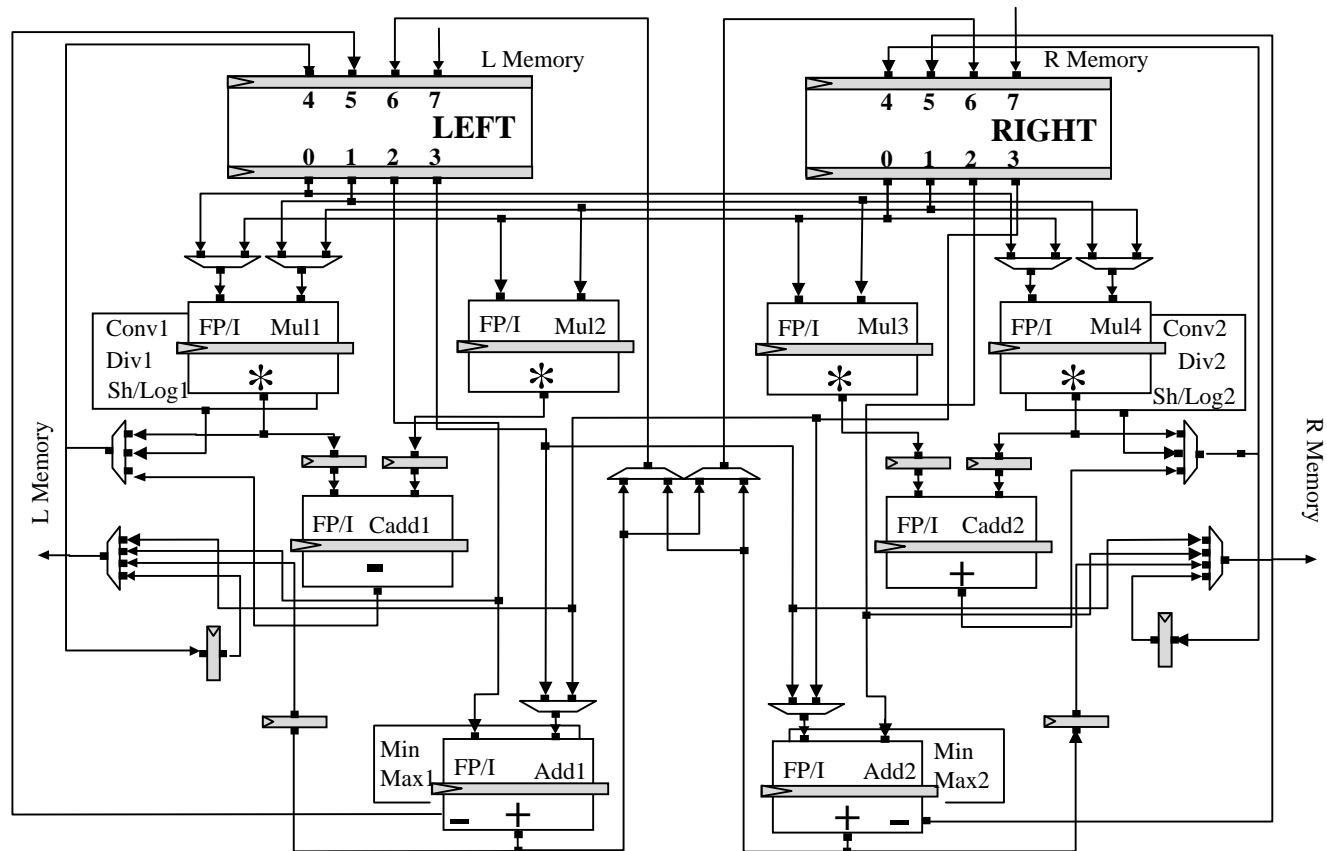 L Memory
R Memory
4 5 6 7
LEFT
0 1 2 3
4 5 6 7
RIGHT
0 1 2 3
Conv1
Div1
Sh/Log1
FP/I Mul1
*
FP/I Mul2
*
FP/I Mul3
*
FP/I Mul4
*
Conv2
Div2
Sh/Log2
L Memory
R Memory
FP/I Cadd1
-
FP/I Cadd2
+
Min
Max1
FP/I Add1
- +
FP/I Add2
+ -
Min
Max2